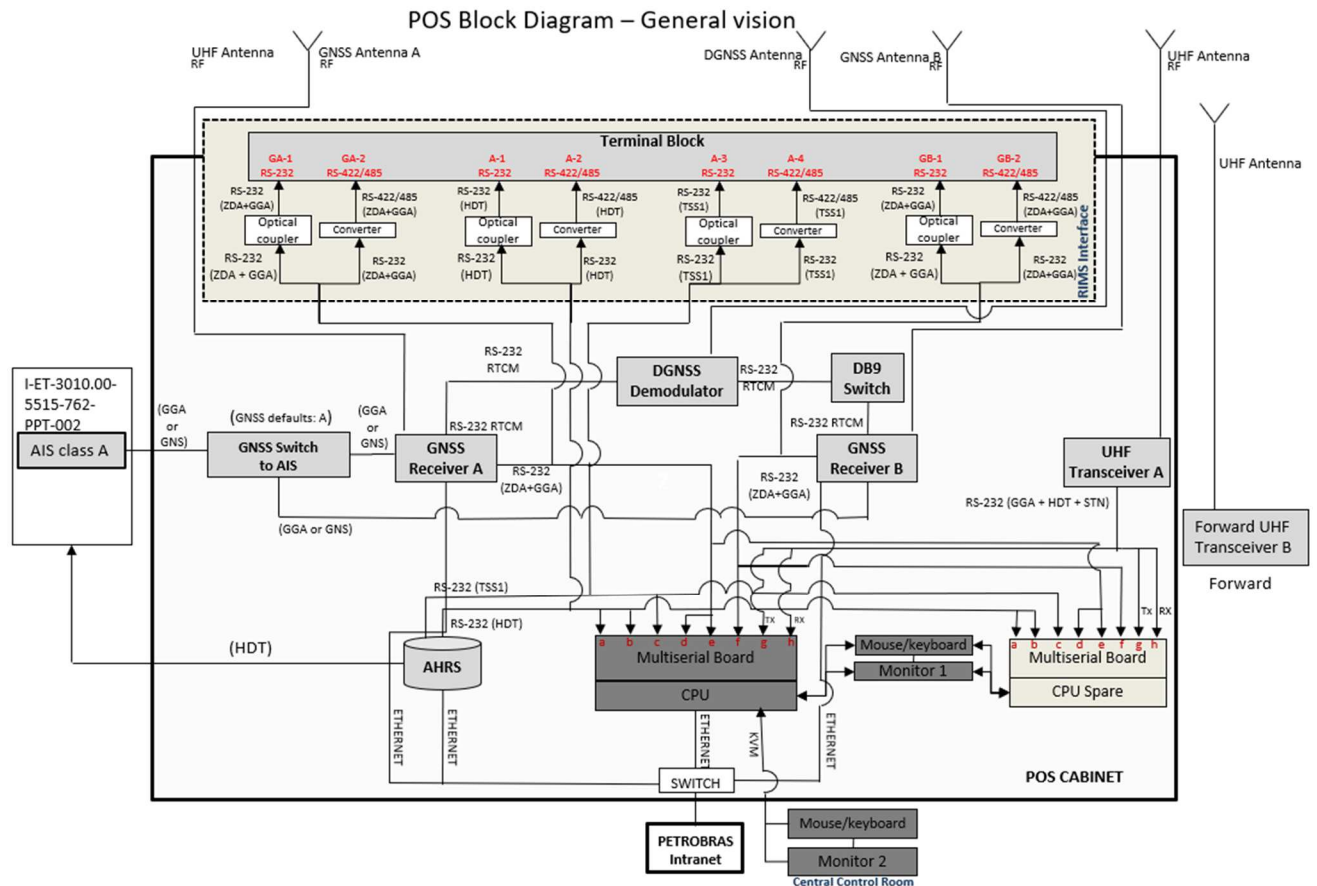 POS Block Diagram – General vision
UHF Antenna
RF
GNSS Antenna A
DGNSS Antenna
RF
GNSS Antenna B
RF
UHF Antenna
RF
UHF Antenna
Terminal Block
GA-1
RS-232
GA-2
RS-422/485
A-1
RS-232
A-2
RS-422/485
A-3
RS-232
A-4
RS-422/485
GB-1
RS-232
GB-2
RS-422/485
RS-232
(ZDA+GGA)
RS-422/485
(ZDA+GGA)
RS-232
(HDT)
RS-422/485
(HDT)
RS-232
(TSS1)
RS-422/485
(TSS1)
RS-232
(ZDA+GGA)
RS-422/485
(ZDA+GGA)
Optical
coupler
Converter
Optical
coupler
Converter
Optical
coupler
Converter
Optical
coupler
Converter
RS-232
(ZDA + GGA)
RS-232
(ZDA+GGA)
RS-232
(HDT)
RS-232
(HDT)
RS-232
(TSS1)
RS-232
(TSS1)
RS-232
(ZDA + GGA)
RS-232
(ZDA+GGA)
RIMS Interface
RS-232
RTCM
DGNSS
Demodulator
RS-232
RTCM
DB9
Switch
I-ET-3010.00-
5515-762-
PPT-002
AIS class A
(GGA
or
GNS)
(GNSS defaults: A)
GNSS Switch
to AIS
(GGA
or
GNS)
RS-232 RTCM
GNSS
Receiver A
RS-232
(ZDA+GGA)
RS-232 RTCM
GNSS
Receiver B
RS-232
(ZDA+GGA)
UHF
Transceiver A
RS-232 (GGA + HDT + STN)
(GGA or GNS)
Forward UHF
Transceiver B
Forward
RS-232 (TSS1)
RS-232 (HDT)
(HDT)
AHRS
TX
RX
a b c d e f g h
Multiserial Board
CPU
Mouse/keyboard
Monitor 1
Tx
RX
a b c d e f g h
Multiserial Board
CPU Spare
ETHERNET
ETHERNET
ETHERNET
KVM
ETHERNET
SWITCH
POS CABINET
PETROBRAS
Intranet
Mouse/keyboard
Monitor 2
Central Control Room